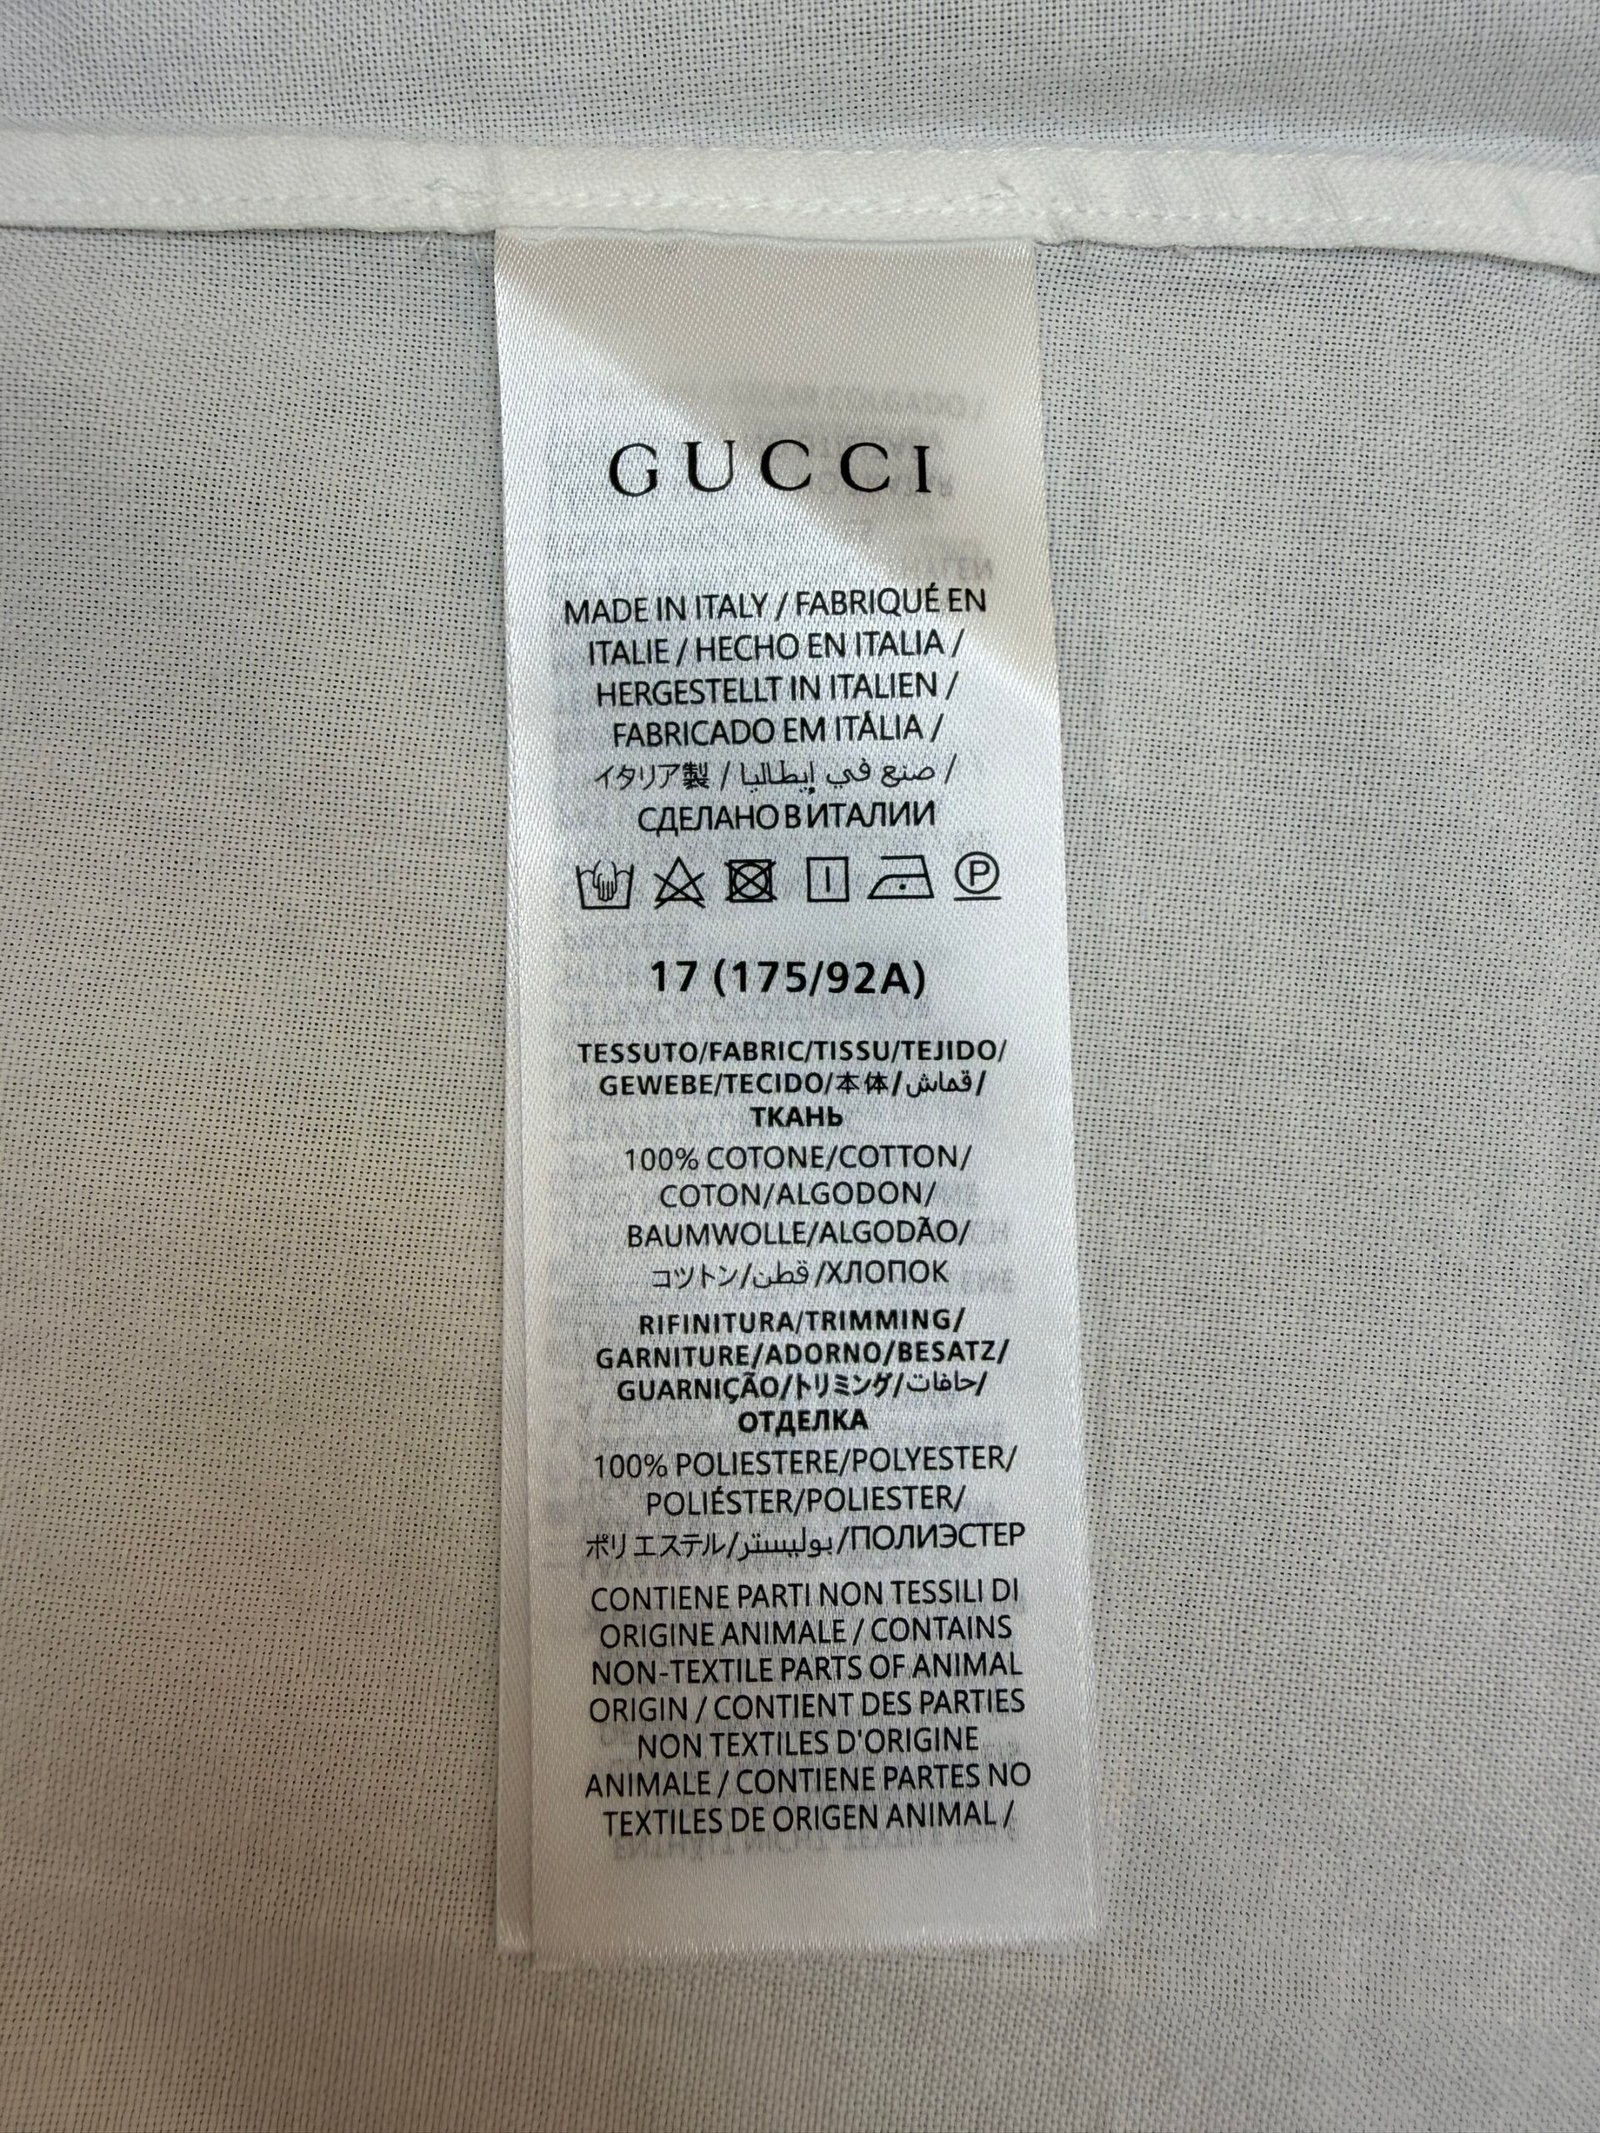 GUCCI
MADE IN ITALY / FABRIQUÉ EN
ITALIE / HECHO EN ITALIA /
HERGESTELLT IN ITALIEN /
FABRICADO EM ITÁLIA /
イタリア製 / صنع في إيطاليا /
СДЕЛАНО В ИТАЛИИ
P
17 (175/92A)
TESSUTO/FABRIC/TISSU/TEJIDO/
GEWEBE/TECIDO/本体/قماش/
ТКАНЬ
100% COTONE/COTTON/
COTON/ALGODON/
BAUMWOLLE/ALGODÃO/
コットン/قطن/ХЛОПОК
RIFINITURA/TRIMMING/
GARNITURE/ADORNO/BESATZ/
GUARNIÇÃO/トリミング/حافات/
ОТДЕЛКА
100% POLIESTERE/POLYESTER/
POLIÉSTER/POLIESTER/
ポリエステル/بوليستر/ПОЛИЭСТЕР
CONTIENE PARTI NON TESSILI DI
ORIGINE ANIMALE / CONTAINS
NON-TEXTILE PARTS OF ANIMAL
ORIGIN / CONTIENT DES PARTIES
NON TEXTILES D'ORIGINE
ANIMALE / CONTIENE PARTES NO
TEXTILES DE ORIGEN ANIMAL /